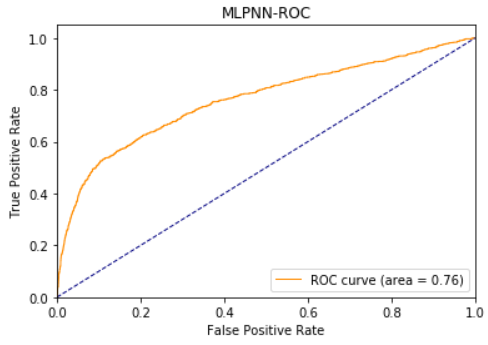 MLPNN-ROC
1.0
0.8
0.6
0.4
0.2
0.0
True Positive Rate
ROC curve (area = 0.76)
0.0 0.2 0.4 0.6 0.8 1.0
False Positive Rate